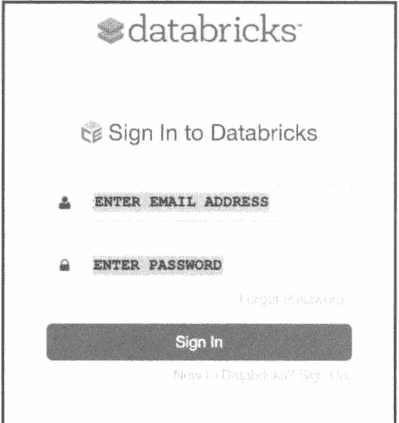 databricks
Sign In to Databricks
ENTER EMAIL ADDRESS
ENTER PASSWORD
Forgot Password
Sign In
New to Databricks? Sign Up.